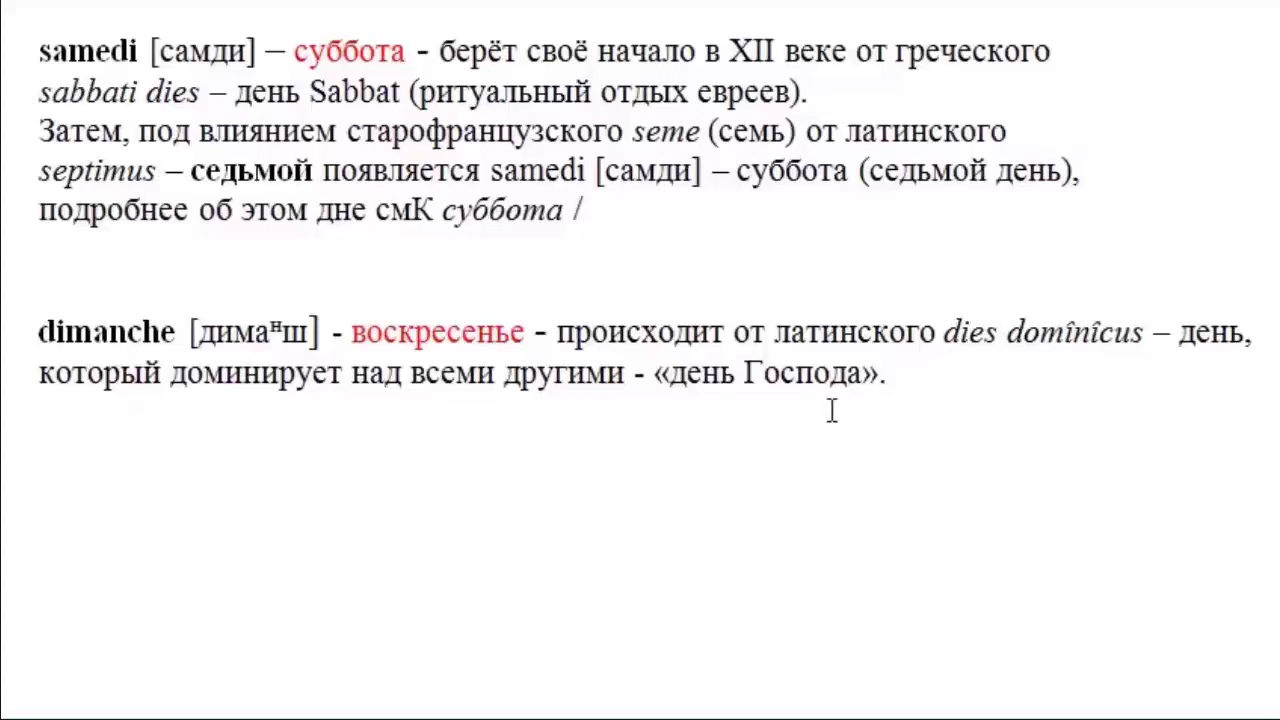 samedi [самди] – суббота - берёт своё начало в XII веке от греческого
sabbati dies – день Sabbat (ритуальный отдых евреев).
Затем, под влиянием старофранцузского seme (семь) от латинского
septimus – седьмой появляется samedi [самди] – суббота (седьмой день),
подробнее об этом дне смК суббота /
dimanche [димаᴴш] - воскресенье - происходит от латинского dies domînîcus – день,
который доминирует над всеми другими - «день Господа».